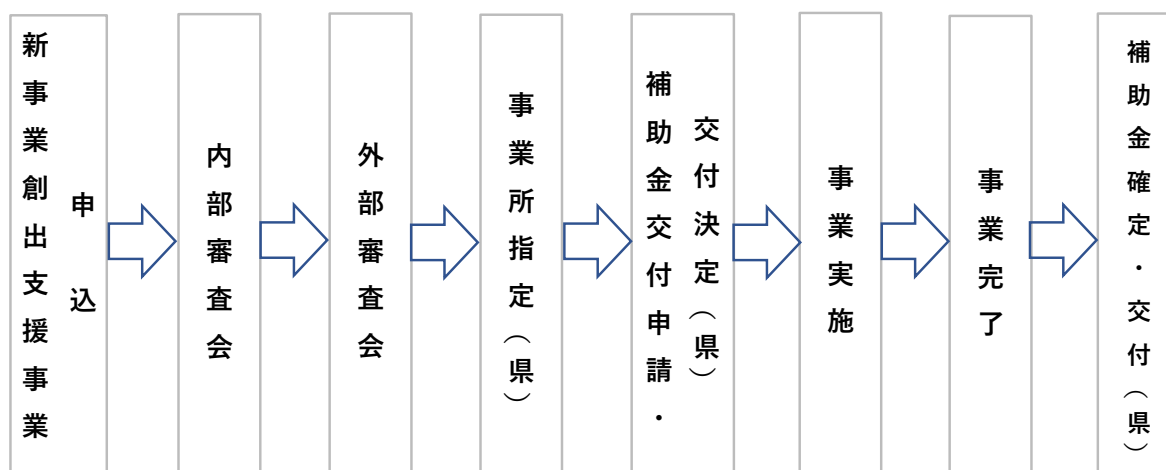 新事業創出支援事業
申込
内部審査会
外部審査会
事業所指定（県）
補助金交付申請・
交付決定（県）
事業実施
事業完了
補助金確定・交付（県）